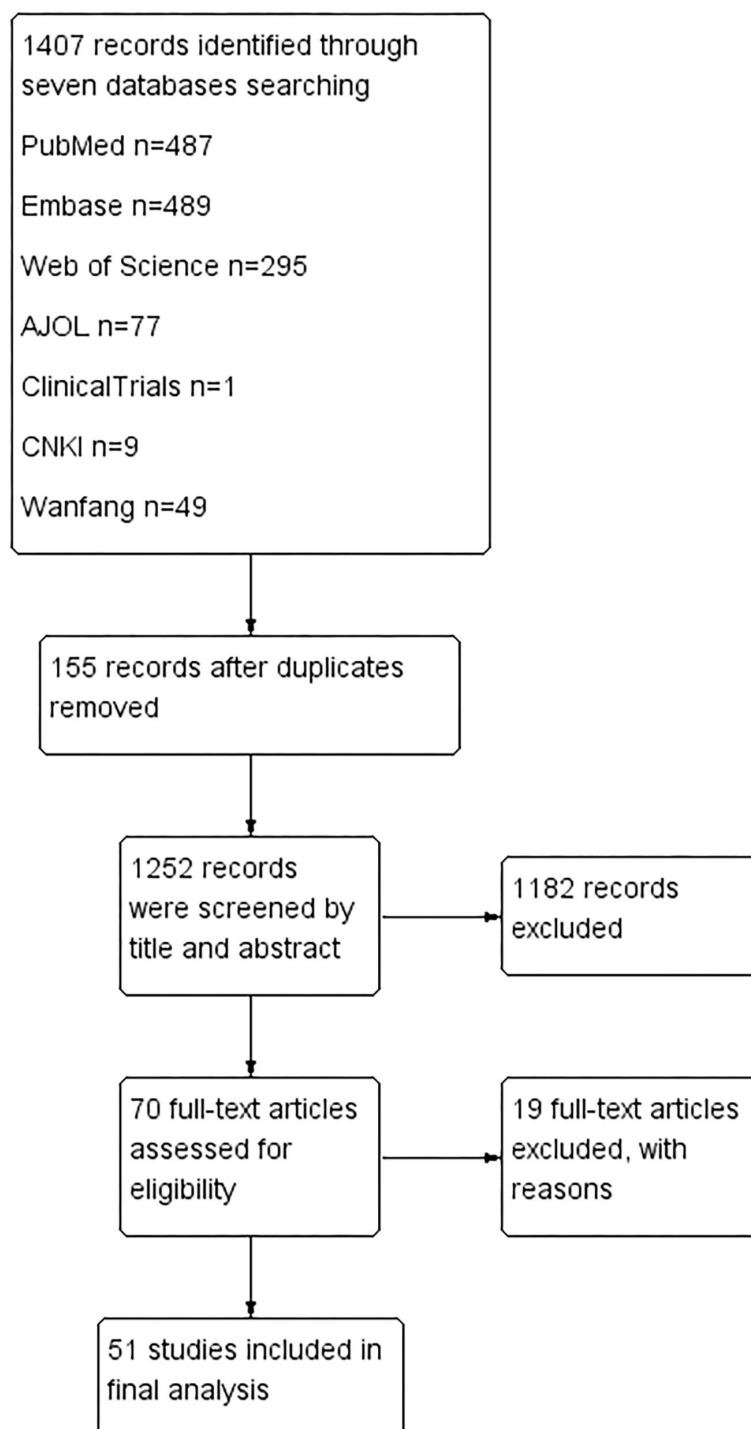 1407 records identified through
seven databases searching
PubMed n=487
Embase n=489
Web of Science n=295
AJOL n=77
ClinicalTrials n=1
CNKI n=9
Wanfang n=49
155 records after duplicates
removed
1252 records
were screened by
title and abstract
1182 records
excluded
70 full-text articles
assessed for
eligibility
19 full-text articles
excluded, with
reasons
51 studies included in
final analysis